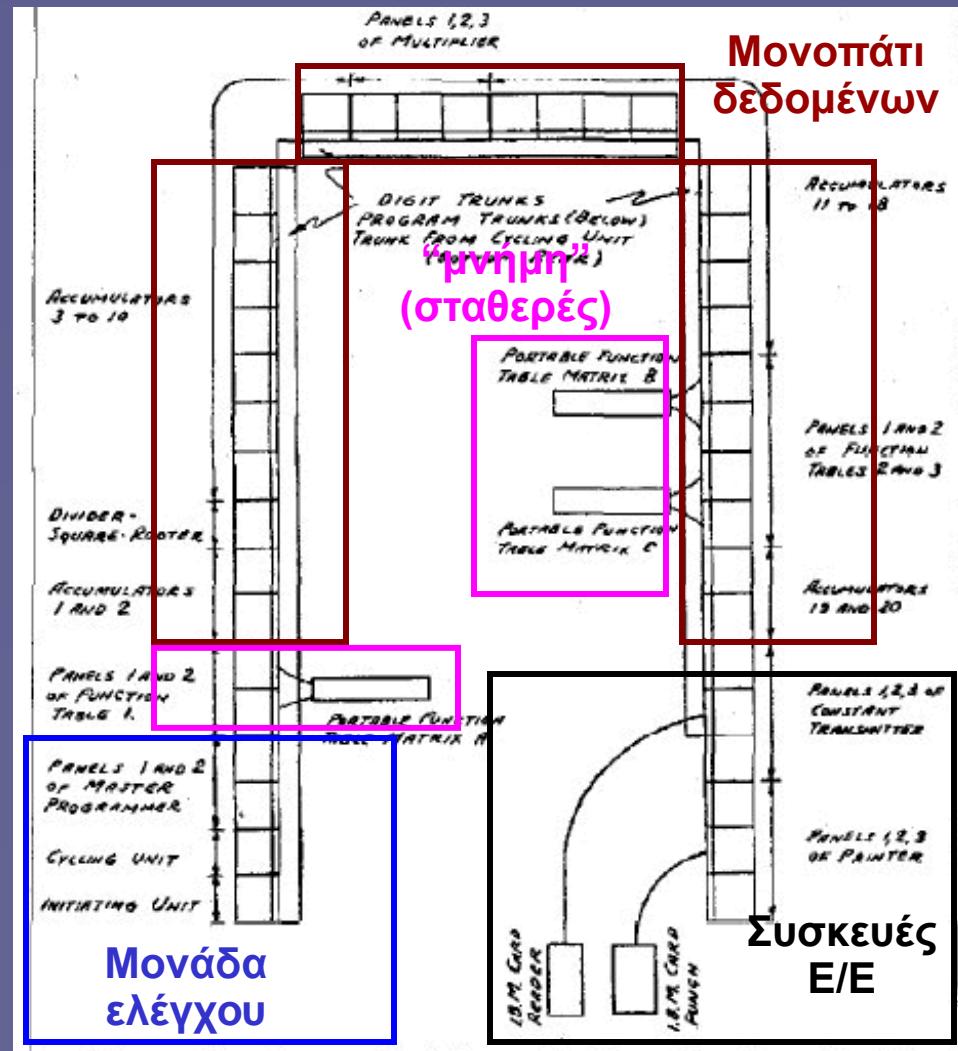 PANELS 1,2,3
OF MULTIPLIER
Μονοπάτι
δεδομένων
ACCUMULATORS
11 TO 18
DIGIT TRUNKS
PROGRAM TRUNKS (BELOW)
TRUNK FROM CYCLING UNIT
“μνήμη”
(σταθερές)
ACCUMULATORS
3 TO 10
PORTABLE FUNCTION
TABLE MATRIX B
PANELS 1 AND 2
OF FUNCTION
TABLES 2 AND 3
DIVIDER-
SQUARE-ROOTER
PORTABLE FUNCTION
TABLE MATRIX C
ACCUMULATORS
1 AND 2
ACCUMULATORS
19 AND 20
PANELS 1 AND 2
OF FUNCTION
TABLE 1.
PORTABLE FUNCTION
TABLE MATRIX A
PANELS 1,2,3 OF
CONSTANT
TRANSMITTER
PANELS 1 AND 2
OF MASTER
PROGRAMMER
CYCLING UNIT
INITIATING UNIT
PANELS 1,2,3
OF PRINTER
Μονάδα
ελέγχου
Συσκευές
Ε/Ε
I.B.M. CARD
READER
I.B.M. CARD
PUNCH